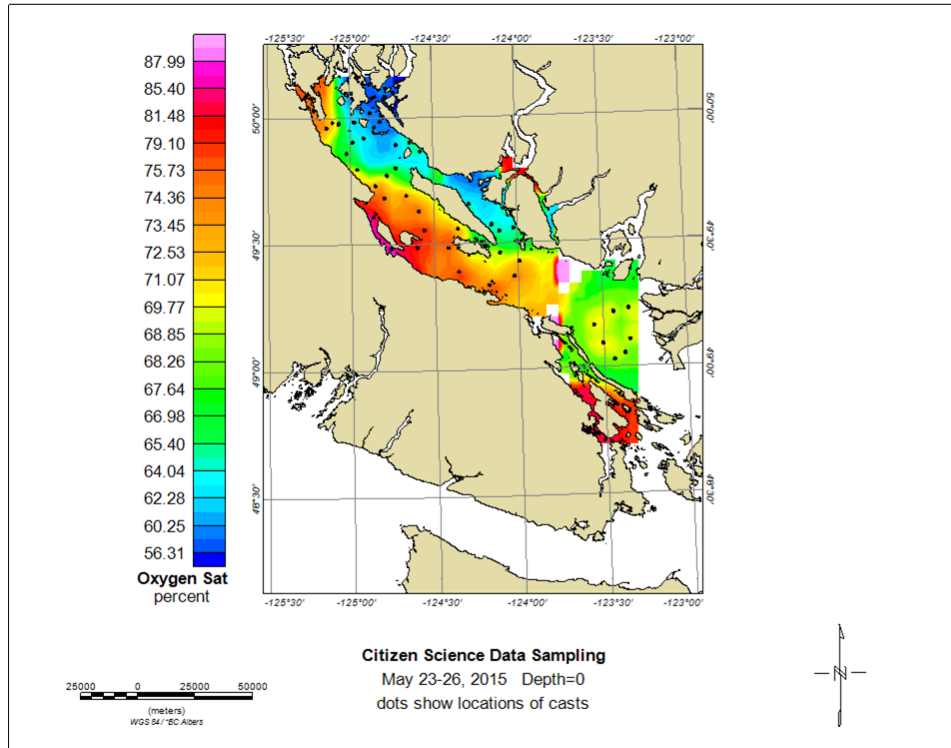 -125°30' -125°00' -124°30' -124°00' -123°30' -123°00'
87.99
85.40
81.48
79.10
75.73
74.36
73.45
72.53
71.07
69.77
68.85
68.26
67.64
66.98
65.40
64.04
62.28
60.25
56.31
Oxygen Sat
percent
50°00'
49°30'
49°00'
48°30'
50°00'
49°30'
49°00'
48°30'
-125°30' -125°00' -124°30' -124°00' -123°30' -123°00'
Citizen Science Data Sampling
May 23-26, 2015 Depth=0
dots show locations of casts
25000 0 25000 50000
(meters)
WGS 84 / *BC Albers
N